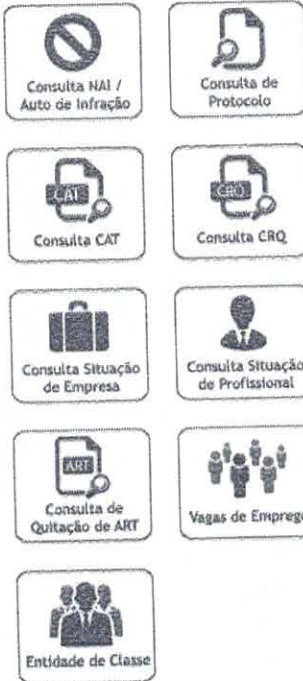 Consulta NAI /
Auto de Infração
Consulta de
Protocolo
CAT
Consulta CAT
CRQ
Consulta CRQ
Consulta Situação
de Empresa
Consulta Situação
de Profissional
ART
Consulta de
Quitação de ART
Vagas de Emprego
Entidade de Classe